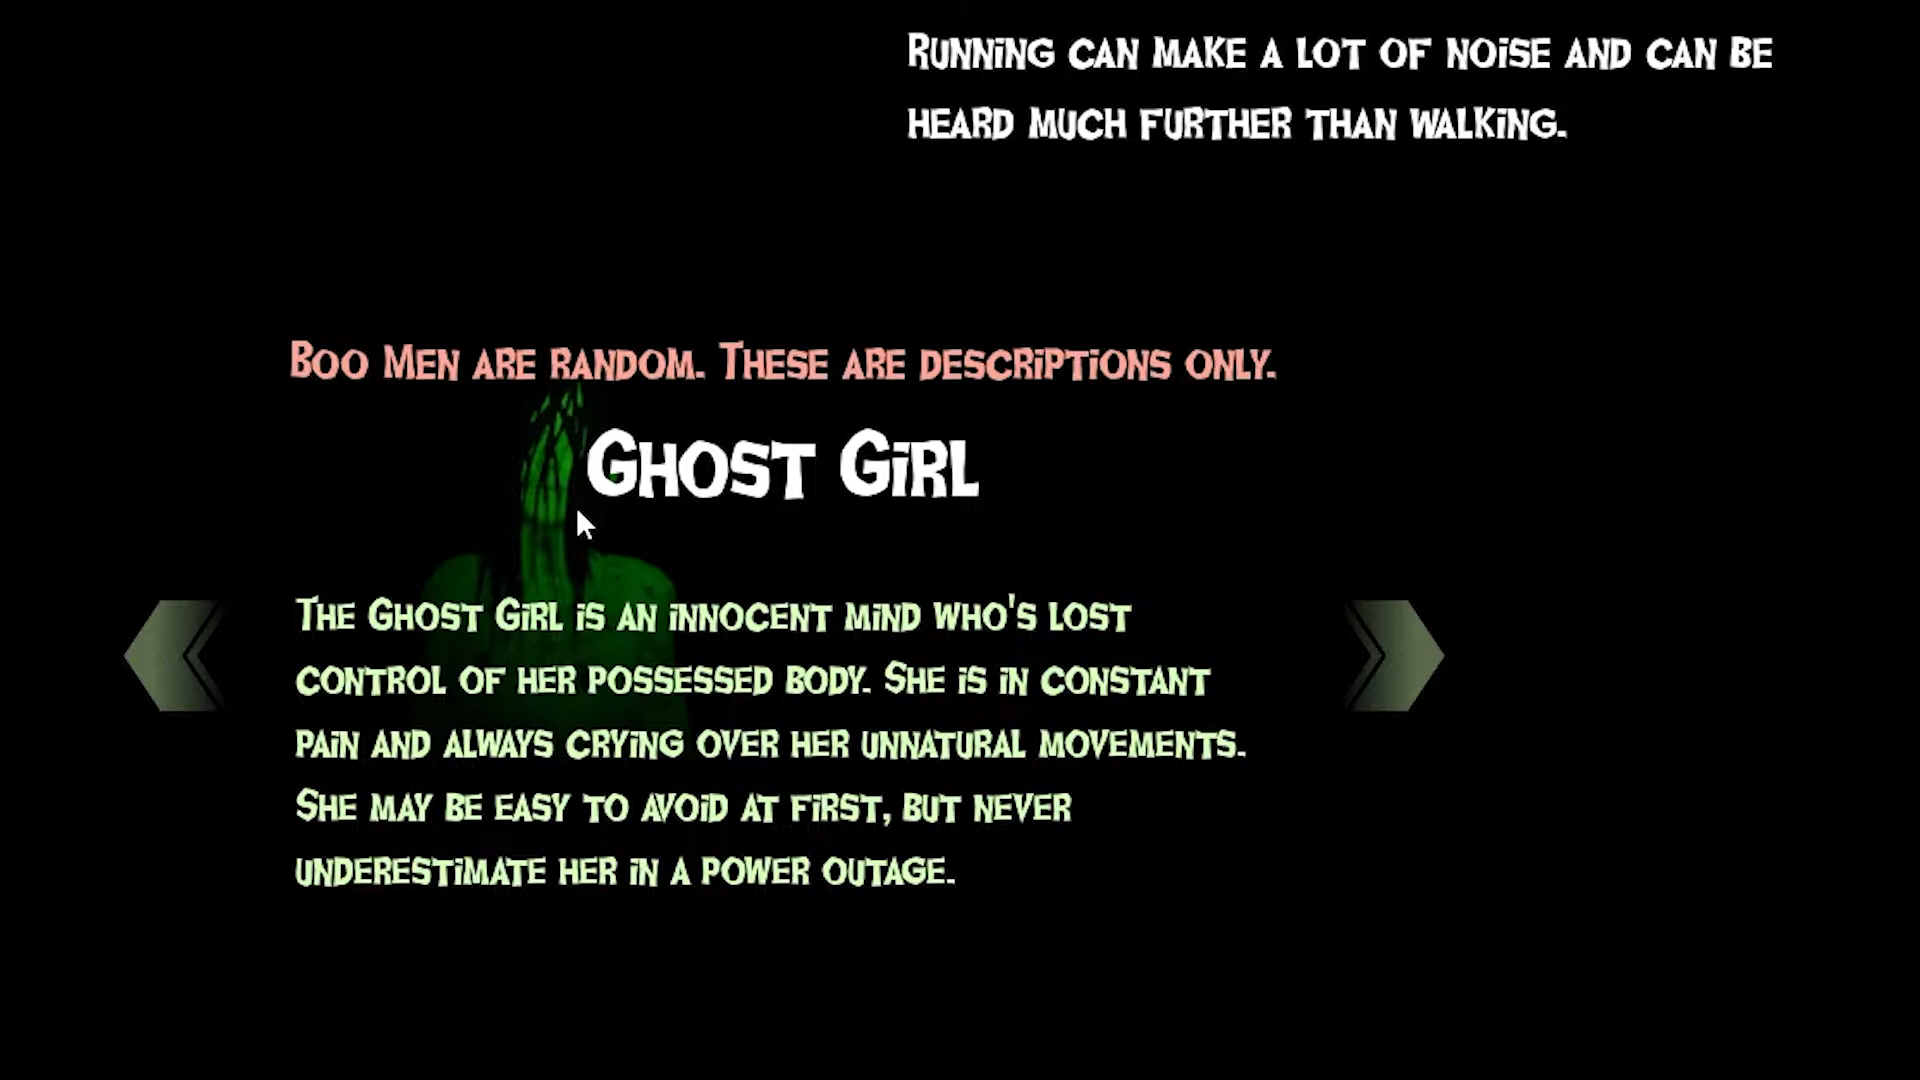 Running can make a lot of noise and can be
heard much further than walking.
Boo Men are random. These are descriptions only.
Ghost Girl
The Ghost Girl is an innocent mind who's lost
control of her possessed body. She is in constant
pain and always crying over her unnatural movements.
She may be easy to avoid at first, but never
underestimate her in a power outage.